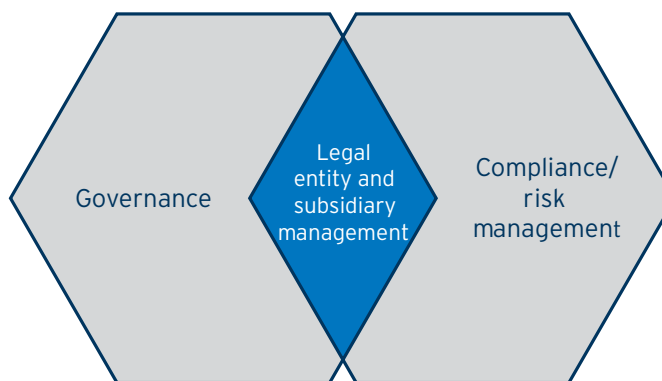 Governance
Legal
entity and
subsidiary
management
Compliance/
risk
management